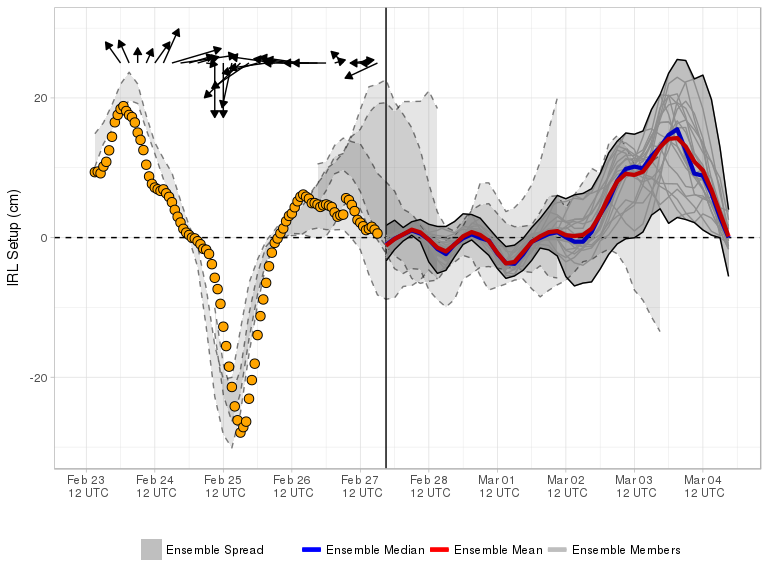 IRL Setup (cm)
20
0
-20
Feb 23 Feb 24 Feb 25 Feb 26 Feb 27 Feb 28 Mar 01 Mar 02 Mar 03 Mar 04
12 UTC 12 UTC 12 UTC 12 UTC 12 UTC 12 UTC 12 UTC 12 UTC 12 UTC 12 UTC
Ensemble Spread Ensemble Median Ensemble Mean Ensemble Members